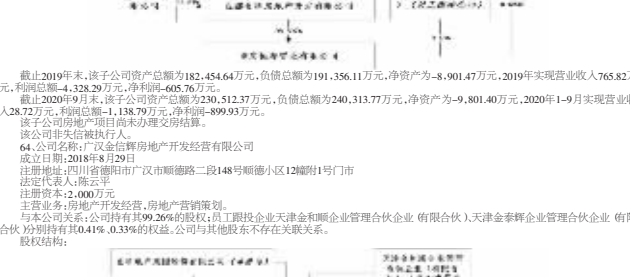 截止2019年末,该子公司资产总额为182,454.64万元,负债总额为191,356.11万元,净资产为-8,901.47万元,2019年实现营业收入765.82万
元,利润总额-4,328.29万元,净利润-605.76万元。
截止2020年9月末,该子公司资产总额为230,512.37万元,负债总额为240,313.77万元,净资产为-9,801.40万元,2020年1-9月实现营业收
入28.72万元,利润总额-1,138.79万元,净利润-899.93万元。
该子公司房地产项目尚未办理交房结算。
该公司非失信被执行人。
64、公司名称:广汉金信辉房地产开发经营有限公司
成立日期:2018年8月29日
注册地址:四川省德阳市广汉市顺德路二段148号顺德小区12幢附1号门市
法定代表人:陈云平
注册资本:2,000万元
主营业务:房地产开发经营,房地产营销策划。
与本公司关系:公司持有其99.26%的股权;员工跟投企业天津金和顺企业管理合伙企业(有限合伙)、天津金泰辉企业管理合伙企业(有限
合伙)分别持有其0.41%、0.33%的权益。公司与其他股东不存在关联关系。
股权结构: